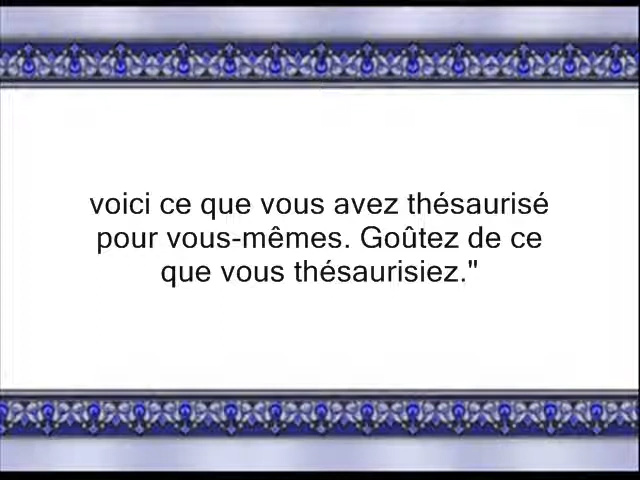 voici ce que vous avez thésaurisé
pour vous-mêmes. Goûtez de ce
que vous thésaurisiez."